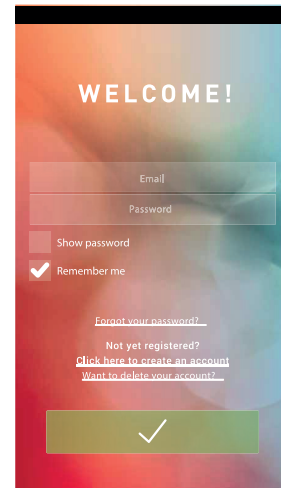 WELCOME!
Email
Password
Show password
Remember me
Forgot your password?
Not yet registered?
Click here to create an account
Want to delete your account?